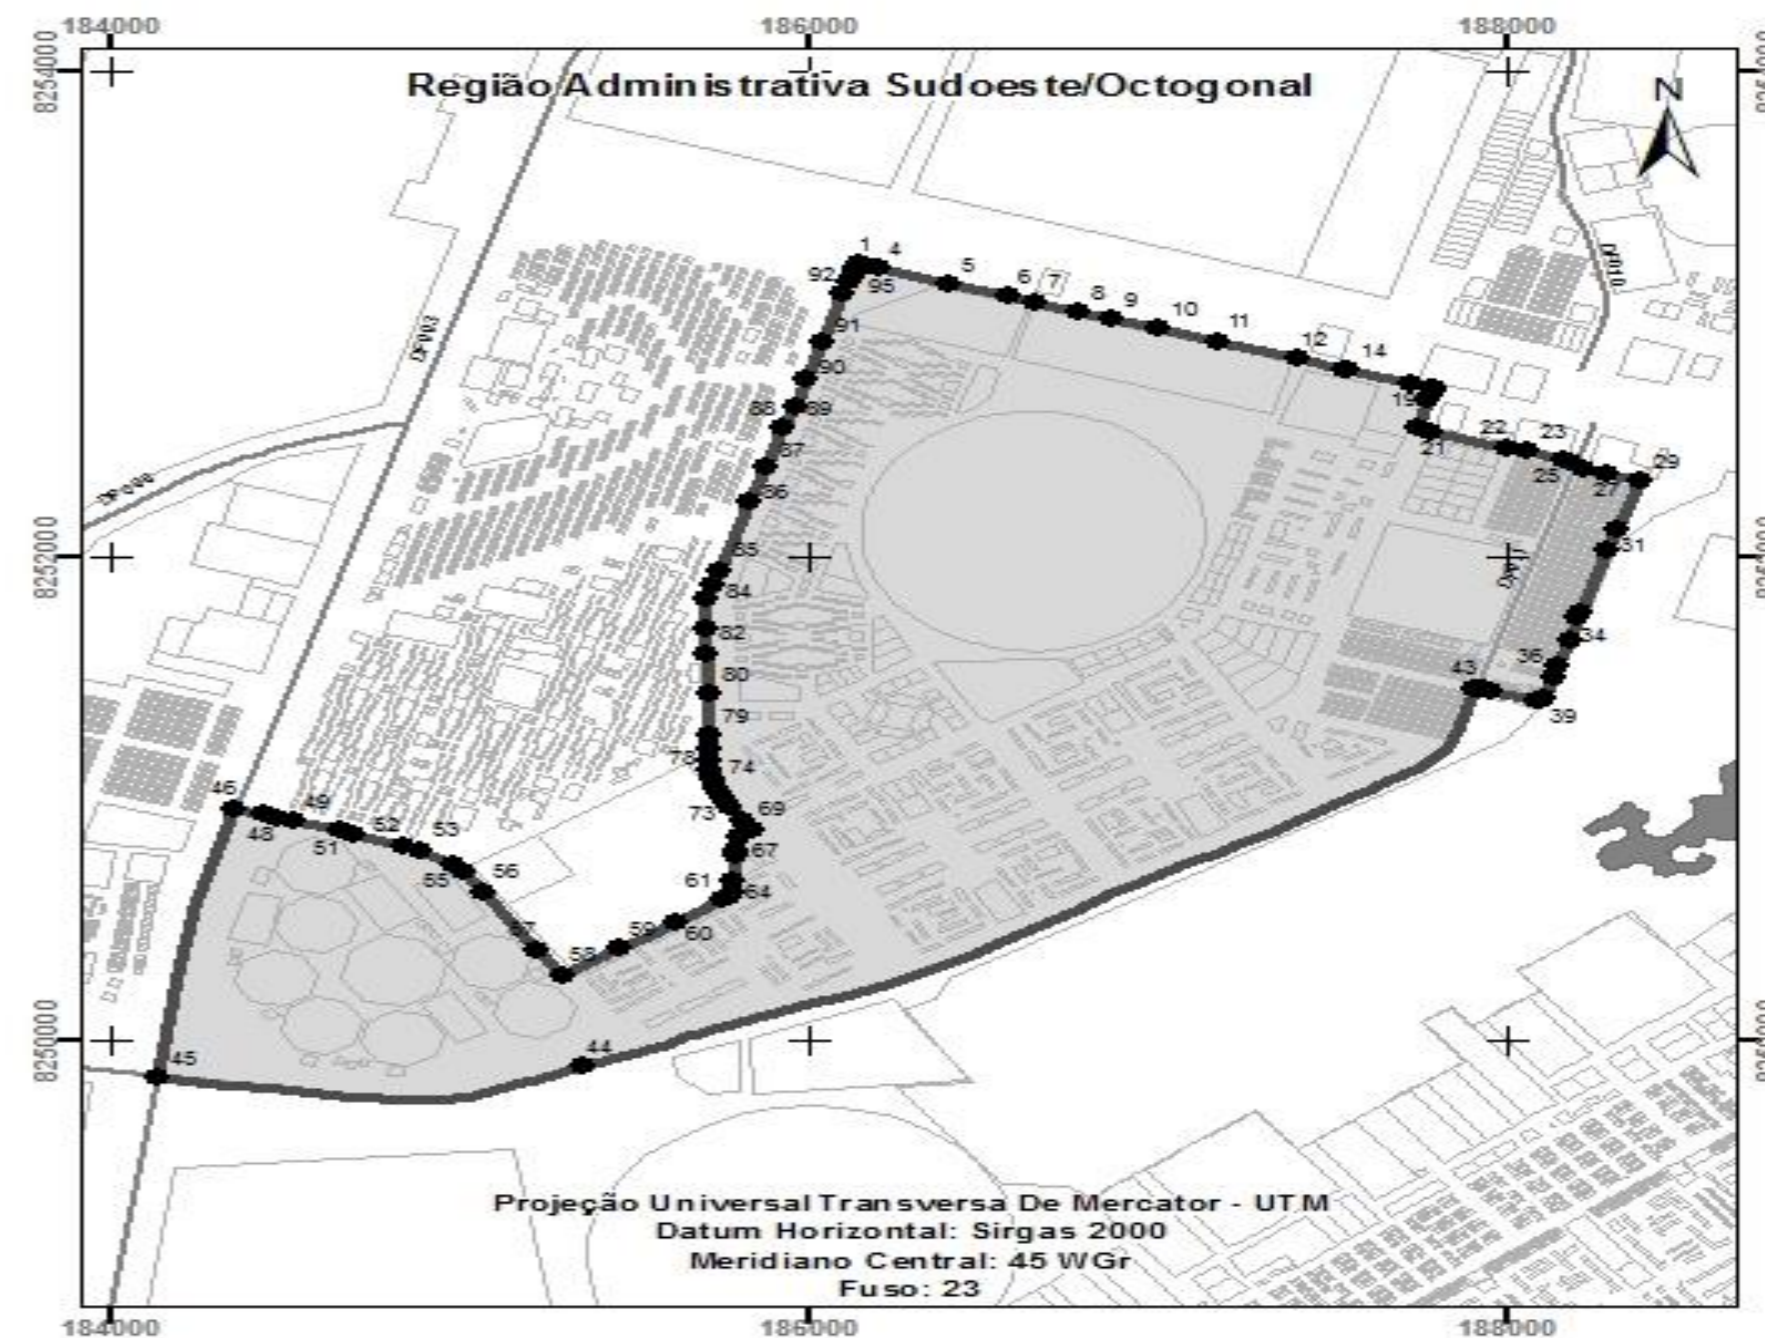 184000 186000 188000
8254000
Região Administrativa Sudoeste/Octogonal
N
1 4
92 95 5 6 7 8 9 10 11 12 14
91
90
88 89
87
86
19 21 22 23 25 27 29
31
34
36
43 39
DF003
8252000
85
84
82
80
79
78 74
73 69
67
61 64
46 48 49 51 52 53 56
57 58 59 60
8250000
45 44
Projeção Universal Transversa De Mercator - UTM
Datum Horizontal: Sirgas 2000
Meridiano Central: 45 WGr
Fuso: 23
184000 186000 188000